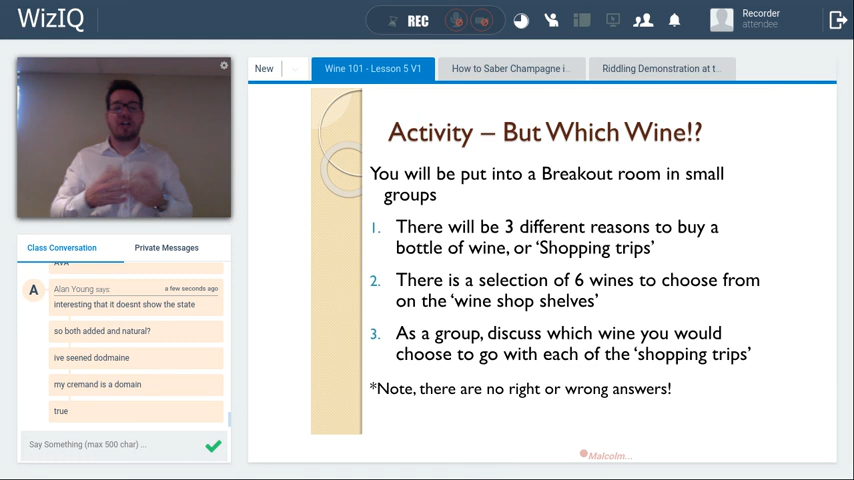 WizIQ
REC
Recorder
attendee
New
Wine 101 - Lesson 5 V1
How to Saber Champagne i...
Riddling Demonstration at t...
Class Conversation
Private Messages
A
Alan Young says:
a few seconds ago
interesting that it doesnt show the state
so both added and natural?
ive seened dodmaine
my cremand is a domain
true
Say Something (max 500 char) ...
Activity – But Which Wine!?
You will be put into a Breakout room in small
groups
1. There will be 3 different reasons to buy a
bottle of wine, or ‘Shopping trips’
2. There is a selection of 6 wines to choose from
on the ‘wine shop shelves’
3. As a group, discuss which wine you would
choose to go with each of the ‘shopping trips’
*Note, there are no right or wrong answers!
Malcolm...